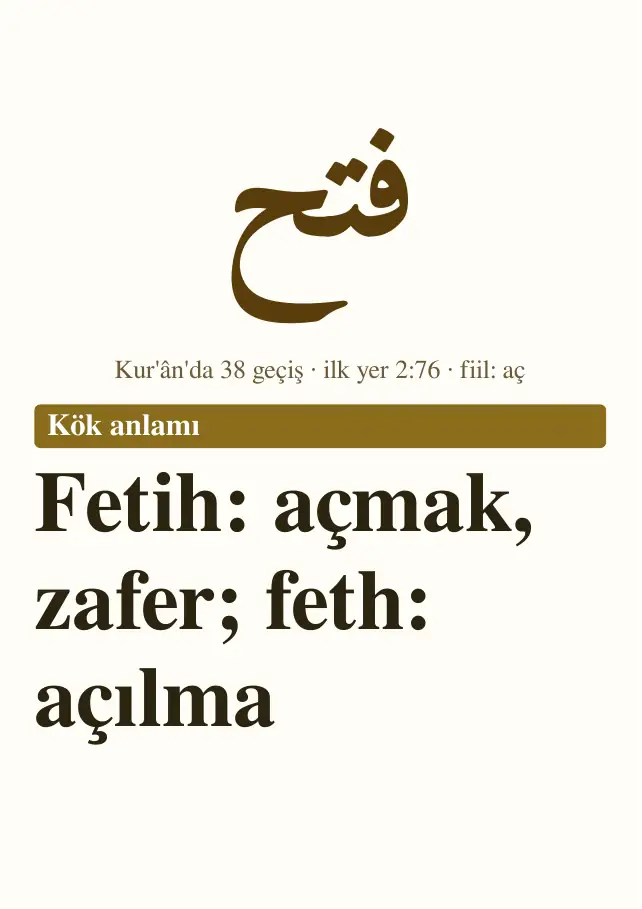 فتح
Kur'ân'da 38 geçiş · ilk yer 2:76 · fiil: aç
Kök anlamı
Fetih: açmak,
zafer; feth:
açılma